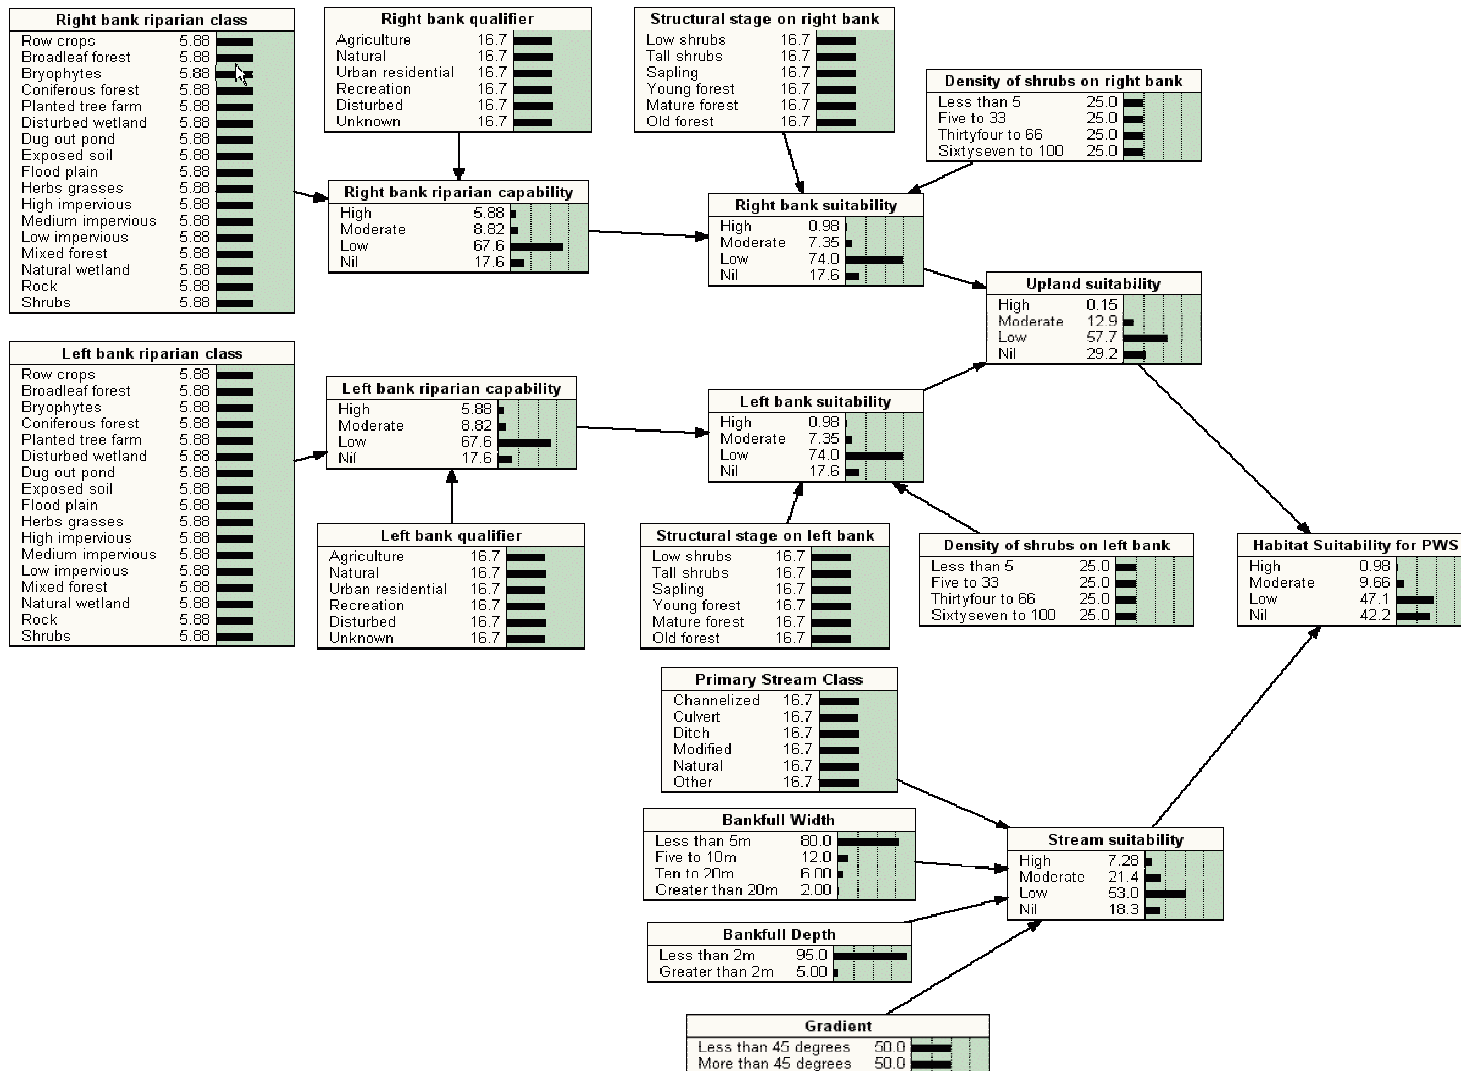 Right bank riparian class
Row crops 5.88
Broadleaf forest 5.88
Bryophytes 5.88
Coniferous forest 5.88
Planted tree farm 5.88
Disturbed wetland 5.88
Dug out pond 5.88
Exposed soil 5.88
Flood plain 5.88
Herbs grasses 5.88
High impervious 5.88
Medium impervious 5.88
Low impervious 5.88
Mixed forest 5.88
Natural wetland 5.88
Rock 5.88
Shrubs 5.88
Right bank qualifier
Agriculture 16.7
Natural 16.7
Urban residential 16.7
Recreation 16.7
Disturbed 16.7
Unknown 16.7
Structural stage on right bank
Low shrubs 16.7
Tall shrubs 16.7
Sapling 16.7
Young forest 16.7
Mature forest 16.7
Old forest 16.7
Density of shrubs on right bank
Less than 5 25.0
Five to 33 25.0
Thirtyfour to 66 25.0
Sixtyseven to 100 25.0
Right bank riparian capability
High 5.88
Moderate 8.82
Low 67.6
Nil 17.6
Right bank suitability
High 0.98
Moderate 7.35
Low 74.0
Nil 17.6
Upland suitability
High 0.15
Moderate 12.9
Low 57.7
Nil 29.2
Left bank riparian class
Row crops 5.88
Broadleaf forest 5.88
Bryophytes 5.88
Coniferous forest 5.88
Planted tree farm 5.88
Disturbed wetland 5.88
Dug out pond 5.88
Exposed soil 5.88
Flood plain 5.88
Herbs grasses 5.88
High impervious 5.88
Medium impervious 5.88
Low impervious 5.88
Mixed forest 5.88
Natural wetland 5.88
Rock 5.88
Shrubs 5.88
Left bank riparian capability
High 5.88
Moderate 8.82
Low 67.6
Nil 17.6
Left bank suitability
High 0.98
Moderate 7.35
Low 74.0
Nil 17.6
Left bank qualifier
Agriculture 16.7
Natural 16.7
Urban residential 16.7
Recreation 16.7
Disturbed 16.7
Unknown 16.7
Structural stage on left bank
Low shrubs 16.7
Tall shrubs 16.7
Sapling 16.7
Young forest 16.7
Mature forest 16.7
Old forest 16.7
Density of shrubs on left bank
Less than 5 25.0
Five to 33 25.0
Thirtyfour to 66 25.0
Sixtyseven to 100 25.0
Habitat Suitability for PWS
High 0.98
Moderate 9.66
Low 47.1
Nil 42.2
Primary Stream Class
Channelized 16.7
Culvert 16.7
Ditch 16.7
Modified 16.7
Natural 16.7
Other 16.7
Bankfull Width
Less than 5m 80.0
Five to 10m 12.0
Ten to 20m 6.00
Greater than 20m 2.00
Stream suitability
High 7.28
Moderate 21.4
Low 53.0
Nil 18.3
Bankfull Depth
Less than 2m 95.0
Greater than 2m 5.00
Gradient
Less than 45 degrees 50.0
More than 45 degrees 50.0